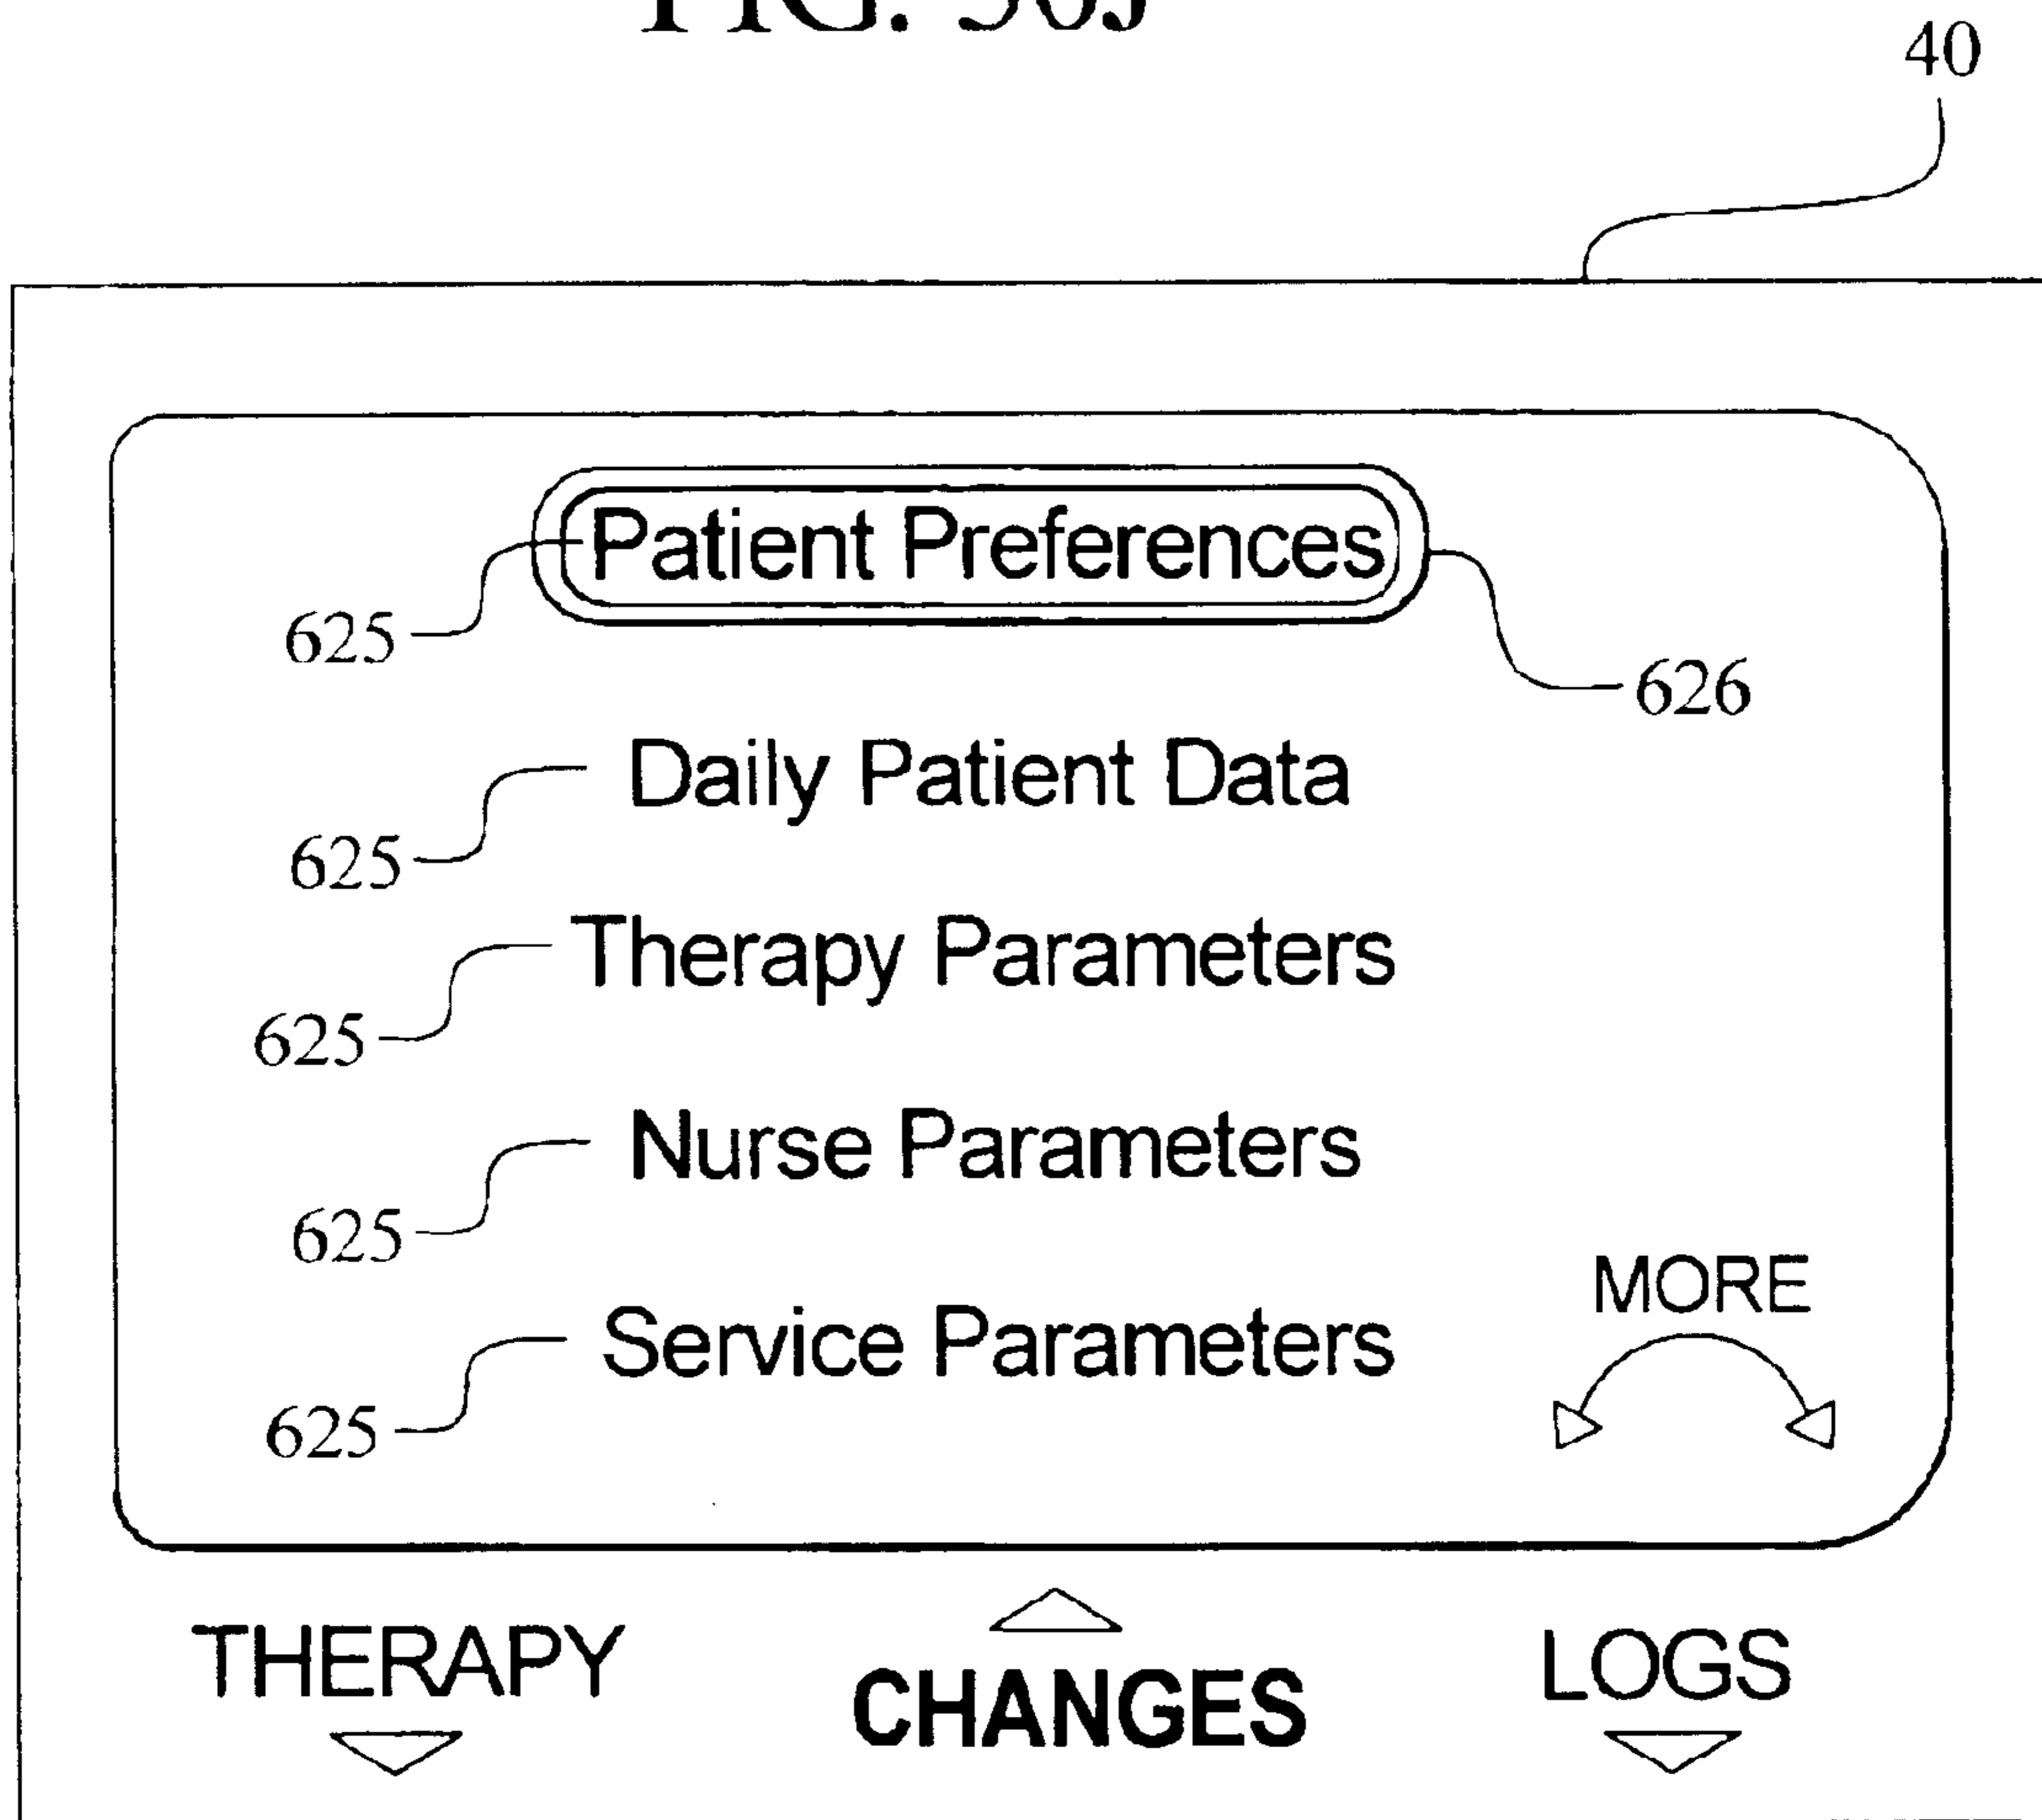 FIG.
40
Patient Preferences
625
626
Daily Patient Data
625
Therapy Parameters
625
Nurse Parameters
625
MORE
Service Parameters
625
THERAPY
CHANGES
LOGS